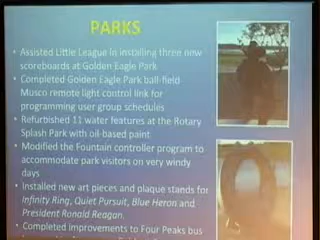 PARKS
• Assisted Little League in installing three new
scoreboards at Golden Eagle Park
• Completed Golden Eagle Park ball-field
Musco remote light control link for
programming user group schedules
• Refurbished 11 water features at the Rotary
Splash Park with oil-based paint
• Modified the Fountain controller program to
accommodate park visitors on very windy
days
• Installed new art pieces and plaque stands for
Infinity Ring, Quiet Pursuit, Blue Heron and
President Ronald Reagan.
• Completed improvements to Four Peaks bus